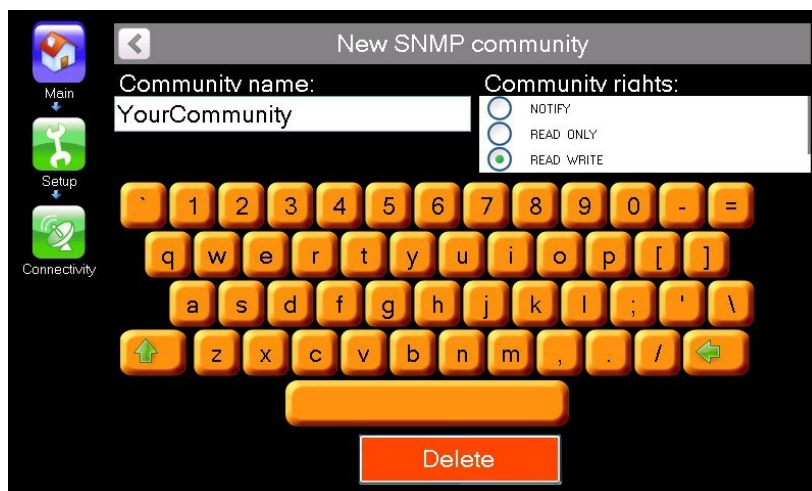 New SNMP community
Main
Setup
Connectivity
Community name:
YourCommunity
Community rights:
NOTIFY
READ ONLY
READ WRITE
` 1 2 3 4 5 6 7 8 9 0 - =
q w e r t y u i o p [ ]
a s d f g h j k l ; ' \
z x c v b n m , . /
Delete